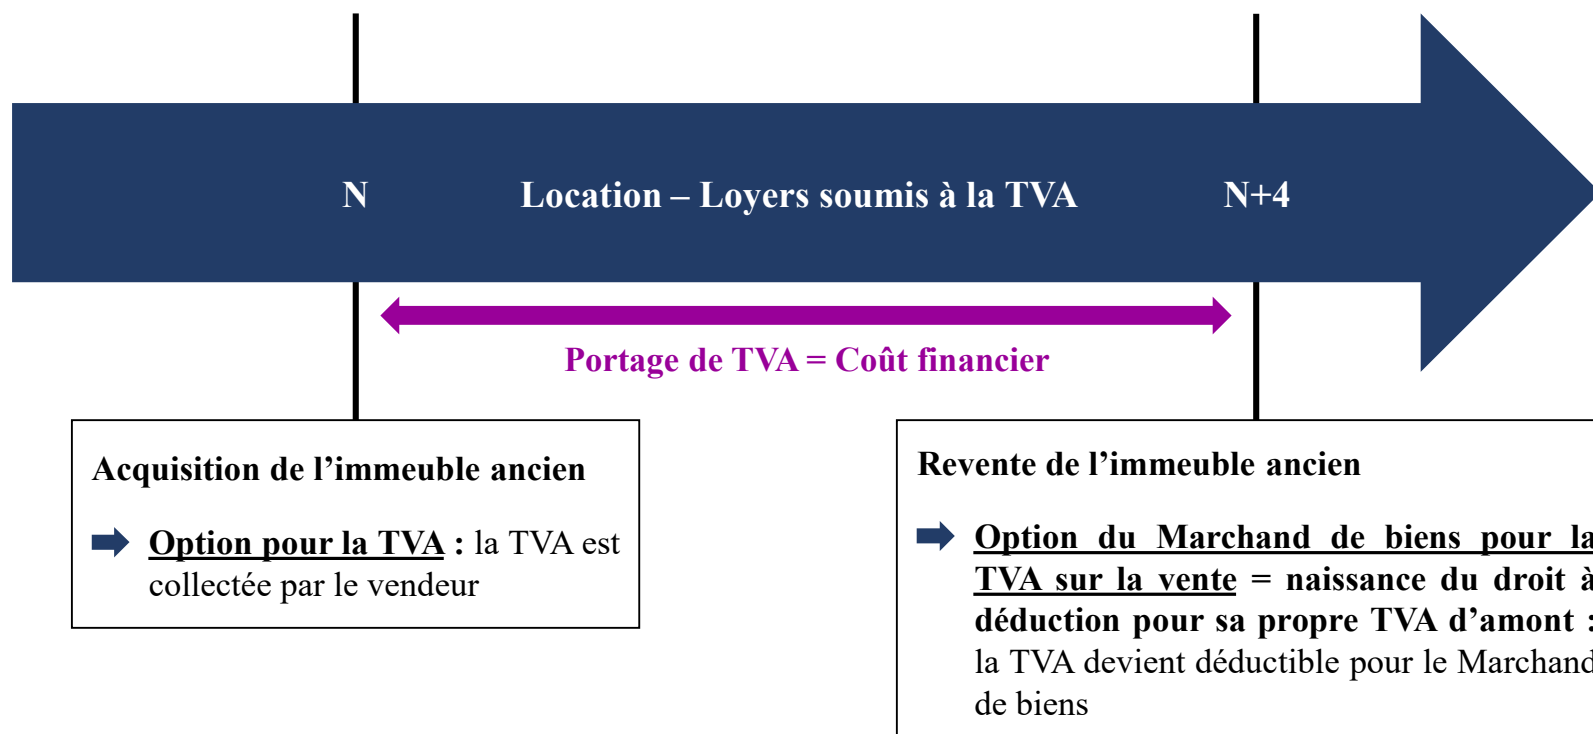 N
Location – Loyers soumis à la TVA
N+4
Portage de TVA = Coût financier
Acquisition de l’immeuble ancien
Option pour la TVA : la TVA est
collectée par le vendeur
Revente de l’immeuble ancien
Option du Marchand de biens pour la
TVA sur la vente = naissance du droit à
déduction pour sa propre TVA d’amont :
la TVA devient déductible pour le Marchand
de biens